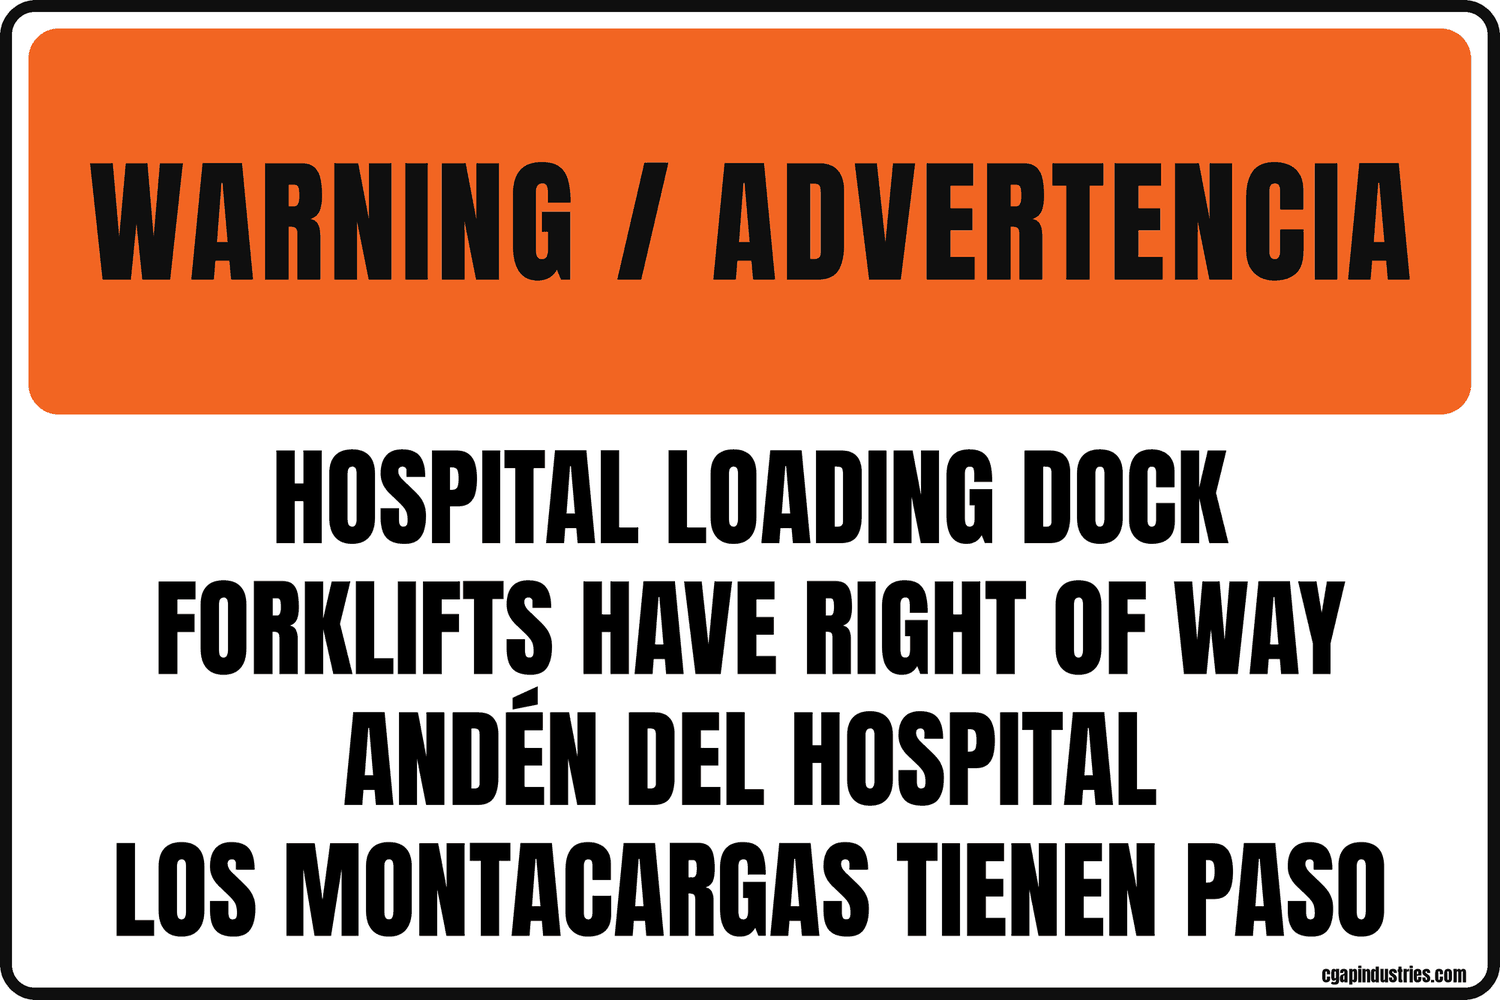 WARNING / ADVERTENCIA
HOSPITAL LOADING DOCK
FORKLIFTS HAVE RIGHT OF WAY
ANDÉN DEL HOSPITAL
LOS MONTACARGAS TIENEN PASO
cgapindustries.com